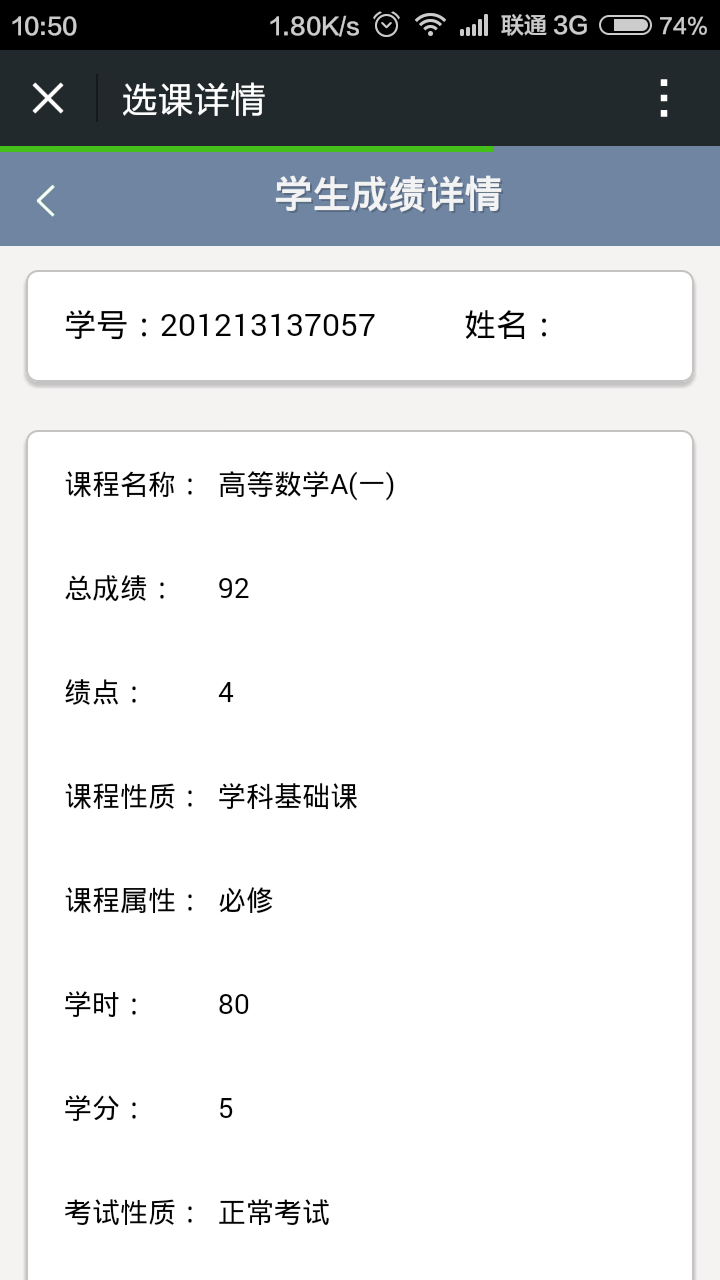 10:50 1.80K/s 联通 3G 74%
选课详情
学生成绩详情
学号：201213137057 姓名：
课程名称： 高等数学A(一)
总成绩： 92
绩点： 4
课程性质： 学科基础课
课程属性： 必修
学时： 80
学分： 5
考试性质： 正常考试